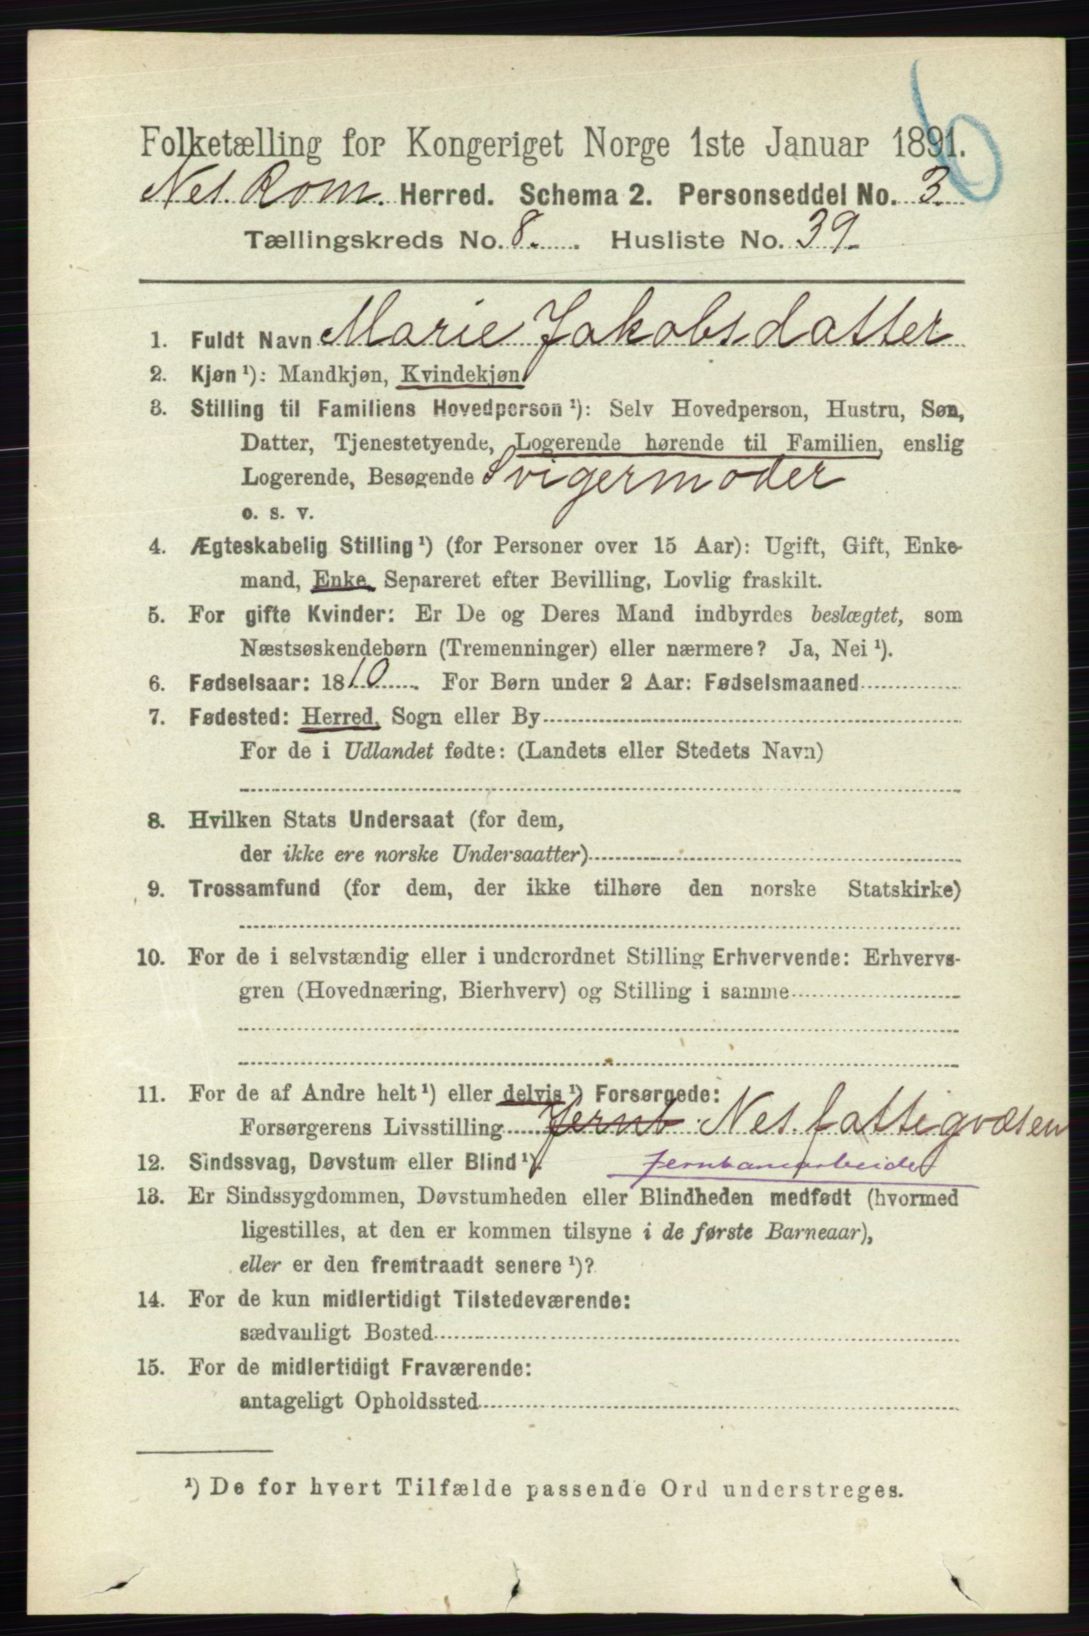 6
Folketælling for Kongeriget Norge 1ste Januar 1891.
Nes. Rom. Herred. Schema 2. Personseddel No. 3.
Tællingskreds No. 8. Husliste No. 39.
1. Fuldt Navn Marie Jakobsdatter
2. Kjøn ¹): Mandkjøn, Kvindekjøn
3. Stilling til Familiens Hovedperson ¹): Selv Hovedperson, Hustru, Søn,
Datter, Tjenestetyende, Logerende hørende til Familien, enslig
Logerende, Besøgende Svigermoder
o. s. v.
4. Ægteskabelig Stilling ¹) (for Personer over 15 Aar): Ugift, Gift, Enke-
mand, Enke, Separeret efter Bevilling, Lovlig fraskilt.
5. For gifte Kvinder: Er De og Deres Mand indbyrdes beslægtet, som
Næstsøskendebørn (Tremenninger) eller nærmere? Ja, Nei ¹).
6. Fødselsaar: 1810. For Børn under 2 Aar: Fødselsmaaned
7. Fødested: Herred, Sogn eller By
For de i Udlandet fødte: (Landets eller Stedets Navn)
8. Hvilken Stats Undersaat (for dem,
der ikke ere norske Undersaatter)
9. Trossamfund (for dem, der ikke tilhøre den norske Statskirke)
10. For de i selvstændig eller i underordnet Stilling Erhvervende: Erhvervs-
gren (Hovednæring, Bierhverv) og Stilling i samme
11. For de af Andre helt ¹) eller delvis ¹) Forsørgede:
Forsørgerens Livsstilling Jernb Nes. fattigvæsen
12. Sindssvag, Døvstum eller Blind ¹). Jernbanearbeider
13. Er Sindssygdommen, Døvstumheden eller Blindheden medfødt (hvormed
ligestilles, at den er kommen tilsyne i de første Barneaar),
eller er den fremtraadt senere ¹)?
14. For de kun midlertidigt Tilstedeværende:
sædvanligt Bosted
15. For de midlertidigt Fraværende:
antageligt Opholdssted
¹) De for hvert Tilfælde passende Ord understreges.